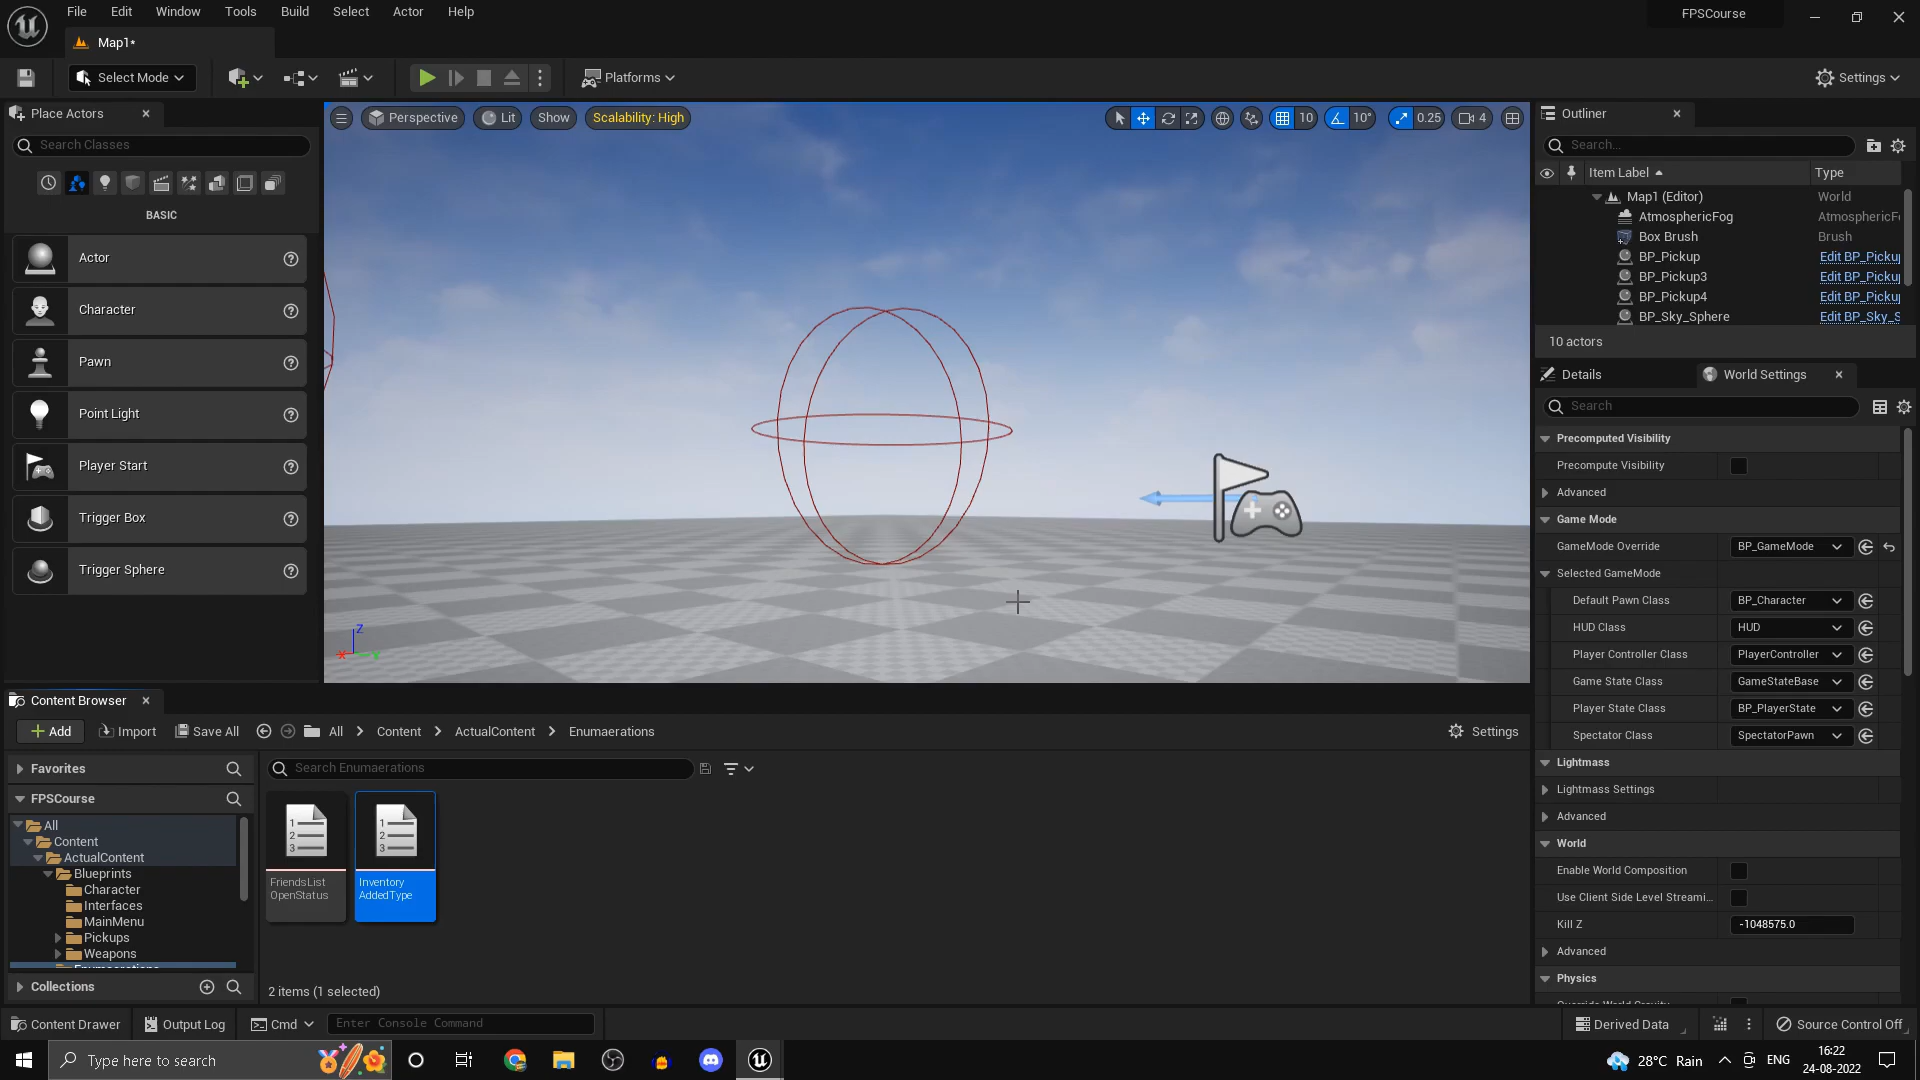 File Edit Window Tools Build Select Actor Help
FPSCourse
Map1*
Select Mode
Platforms
Settings
Place Actors
Search Classes
BASIC
Actor
Character
Pawn
Point Light
Player Start
Trigger Box
Trigger Sphere
Perspective Lit Show Scalability: High
10 10° 0.25 4
Z
Outliner
Search...
Item Label Type
Map1 (Editor) World
AtmosphericFog AtmosphericF
Box Brush Brush
BP_Pickup Edit BP_Pickup
BP_Pickup3 Edit BP_Picku
BP_Pickup4 Edit BP_Picku
BP_Sky_Sphere Edit BP_Sky_S
10 actors
Details World Settings
Search
Precomputed Visibility
Precompute Visibility
Advanced
Game Mode
GameMode Override BP_GameMode
Selected GameMode
Default Pawn Class BP_Character
HUD Class HUD
Player Controller Class PlayerController
Game State Class GameStateBase
Player State Class BP_PlayerState
Spectator Class SpectatorPawn
Lightmass
Lightmass Settings
Advanced
World
Enable World Composition
Use Client Side Level Streami...
Kill Z -1048575.0
Advanced
Physics
Content Browser
Add Import Save All All Content ActualContent Enumaerations Settings
Favorites
Search Enumaerations
FPSCourse
All
Content
ActualContent
Blueprints
Character
Interfaces
MainMenu
Pickups
Weapons
Collections
FriendsList
OpenStatus
Inventory
AddedType
1
2
3
1
2
3
2 items (1 selected)
Content Drawer Output Log Cmd Enter Console Command
Derived Data Source Control Off
Type here to search
28°C Rain ENG
16:22
24-08-2022